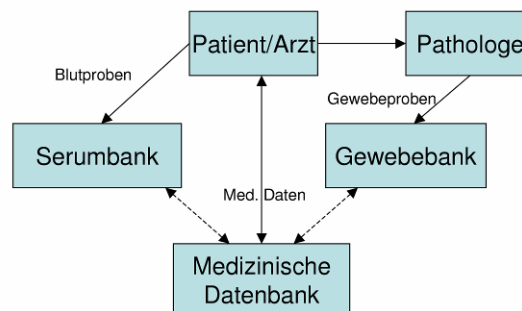 Patient/Arzt
Pathologe
Blutproben
Gewebeproben
Serumbank
Gewebebank
Med. Daten
Medizinische
Datenbank